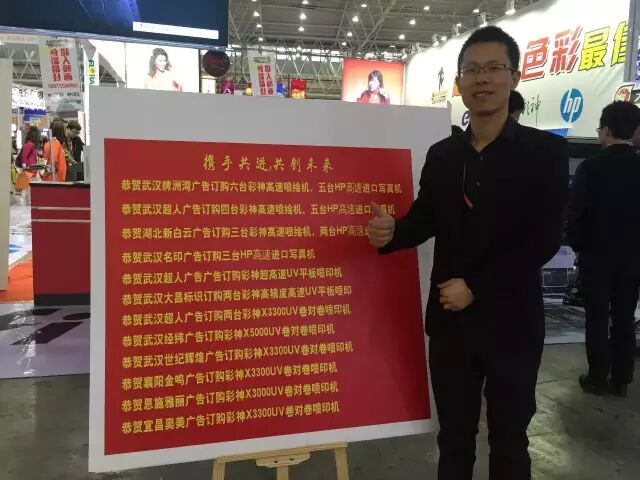 色彩最佳
hp
携手共进,共创未来
恭贺武汉牌洲湾广告订购六台彩神高速喷绘机,五台HP高速进口写真机
恭贺武汉超人广告订购四台彩神高速喷绘机,五台HP高速进口写真机
恭贺湖北新白云广告订购三台彩神高速喷绘机,两台HP高速进
恭贺武汉名印广告订购三台HP高速进口写真机
恭贺武汉超人广告广告订购彩神超高速UV平板喷印机
恭贺武汉大昌标识订购两台彩神高精度高速UV平板喷印
恭贺武汉超人广告订购两台彩神X3300UV卷对卷喷印机
恭贺武汉经纬广告订购彩神X5000UV卷对卷喷印机
恭贺武汉世纪辉煌广告订购彩神X3300UV卷对卷喷印机
恭贺襄阳金鸣广告订购彩神X3300UV卷对卷喷印机
恭贺恩施雅丽广告订购彩神X3000UV卷对卷喷印机
恭贺宜昌奥美广告订购彩神X3300UV卷对卷喷印机